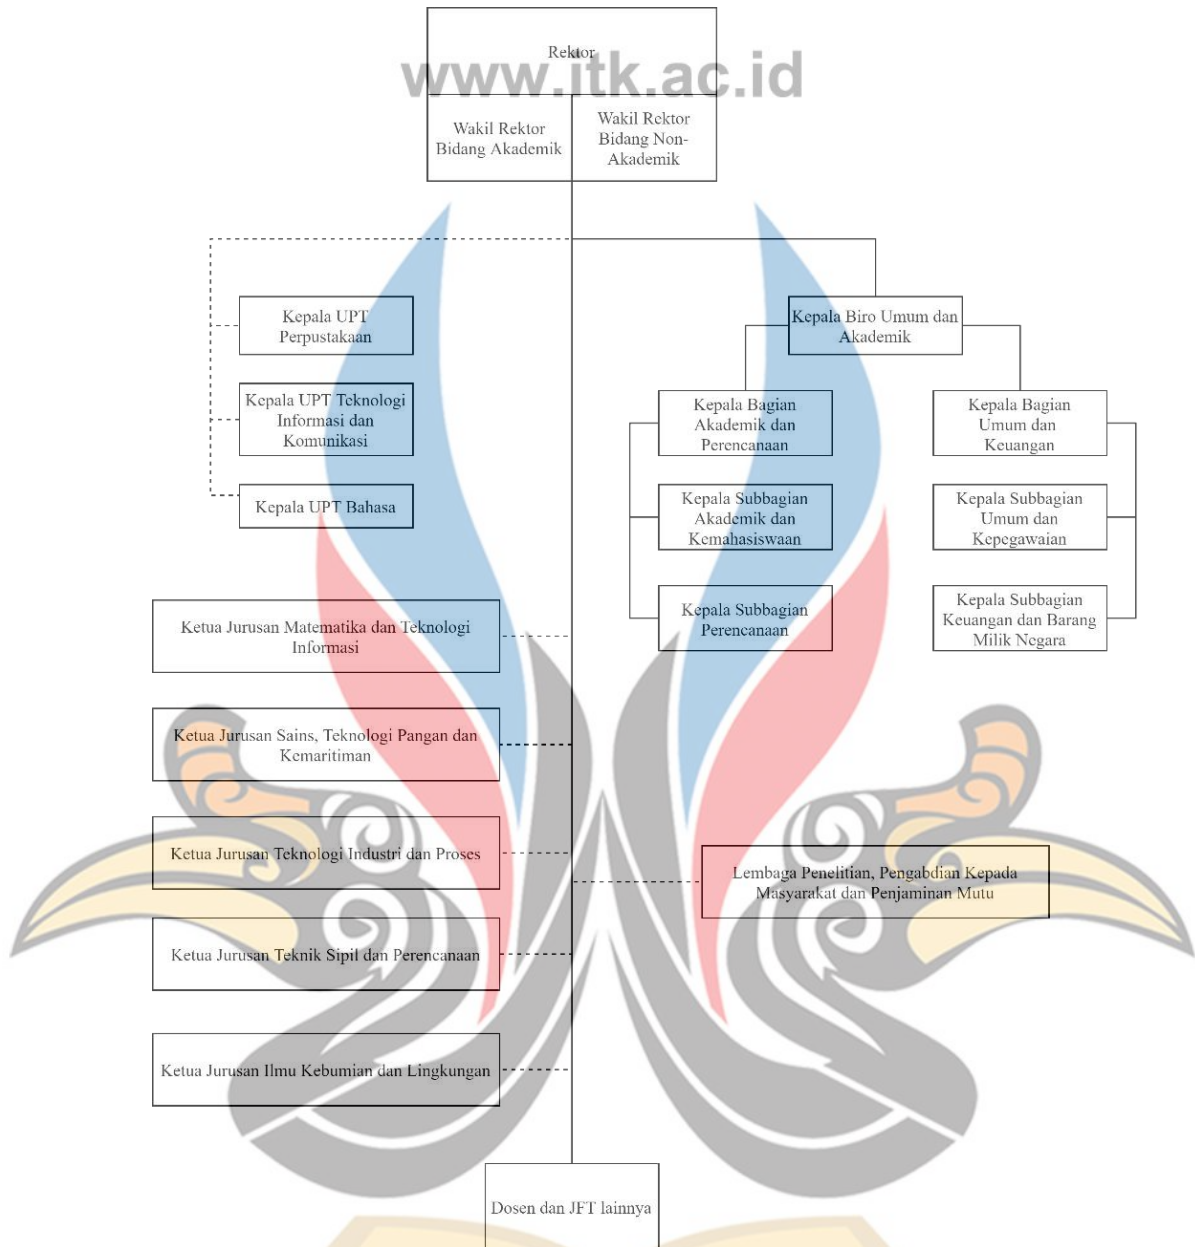 Rektor
www.itk.ac.id
Wakil Rektor
Bidang Akademik
Wakil Rektor
Bidang Non-
Akademik
Kepala UPT
Perpustakaan
Kepala UPT Teknologi
Informasi dan
Komunikasi
Kepala UPT Bahasa
Kepala Biro Umum dan
Akademik
Kepala Bagian
Akademik dan
Perencanaan
Kepala Subbagian
Akademik dan
Kemahasiswaan
Kepala Subbagian
Perencanaan
Kepala Bagian
Umum dan
Keuangan
Kepala Subbagian
Umum dan
Kepegawaian
Kepala Subbagian
Keuangan dan Barang
Milik Negara
Ketua Jurusan Matematika dan Teknologi
Informasi
Ketua Jurusan Sains, Teknologi Pangan dan
Kemaritiman
Ketua Jurusan Teknologi Industri dan Proses
Ketua Jurusan Teknik Sipil dan Perencanaan
Ketua Jurusan Ilmu Kebumian dan Lingkungan
Lembaga Penelitian, Pengabdian Kepada
Masyarakat dan Penjaminan Mutu
Dosen dan JFT lainnya